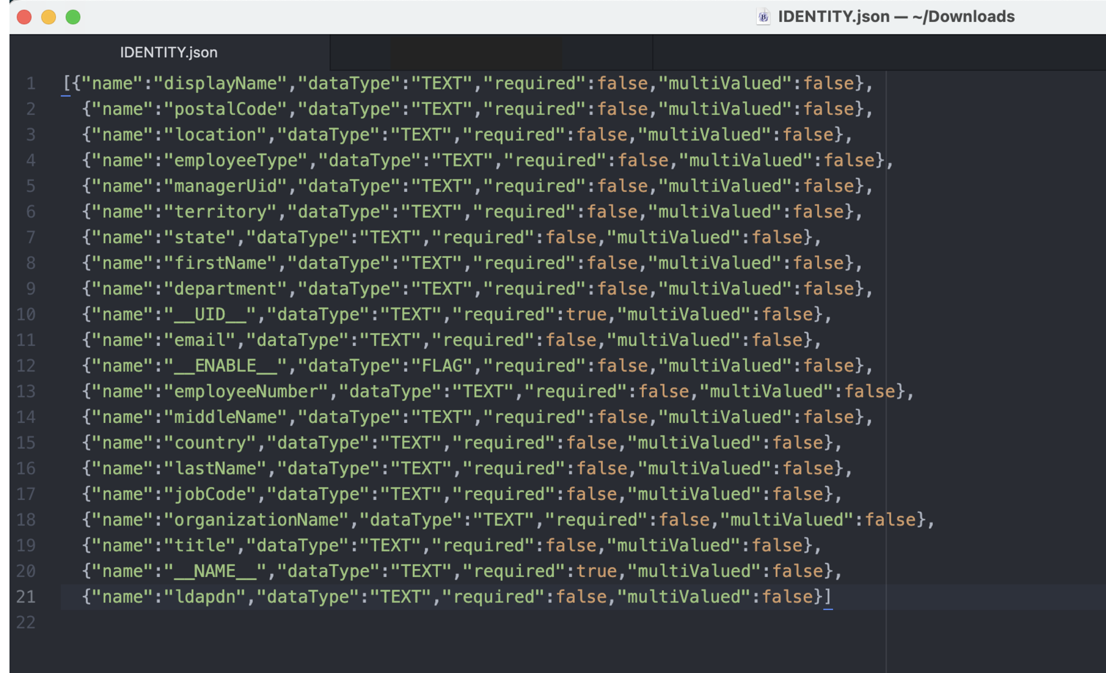 IDENTITY.json — ~/Downloads
IDENTITY.json
1 [{"name":"displayName","dataType":"TEXT","required":false,"multiValued":false},
2 {"name":"postalCode","dataType":"TEXT","required":false,"multiValued":false},
3 {"name":"location","dataType":"TEXT","required":false,"multiValued":false},
4 {"name":"employeeType","dataType":"TEXT","required":false,"multiValued":false},
5 {"name":"managerUid","dataType":"TEXT","required":false,"multiValued":false},
6 {"name":"territory","dataType":"TEXT","required":false,"multiValued":false},
7 {"name":"state","dataType":"TEXT","required":false,"multiValued":false},
8 {"name":"firstName","dataType":"TEXT","required":false,"multiValued":false},
9 {"name":"department","dataType":"TEXT","required":false,"multiValued":false},
10 {"name":"__UID__","dataType":"TEXT","required":true,"multiValued":false},
11 {"name":"email","dataType":"TEXT","required":false,"multiValued":false},
12 {"name":"__ENABLE__","dataType":"FLAG","required":false,"multiValued":false},
13 {"name":"employeeNumber","dataType":"TEXT","required":false,"multiValued":false},
14 {"name":"middleName","dataType":"TEXT","required":false,"multiValued":false},
15 {"name":"country","dataType":"TEXT","required":false,"multiValued":false},
16 {"name":"lastName","dataType":"TEXT","required":false,"multiValued":false},
17 {"name":"jobCode","dataType":"TEXT","required":false,"multiValued":false},
18 {"name":"organizationName","dataType":"TEXT","required":false,"multiValued":false},
19 {"name":"title","dataType":"TEXT","required":false,"multiValued":false},
20 {"name":"__NAME__","dataType":"TEXT","required":true,"multiValued":false},
21 {"name":"ldapdn","dataType":"TEXT","required":false,"multiValued":false}]
22